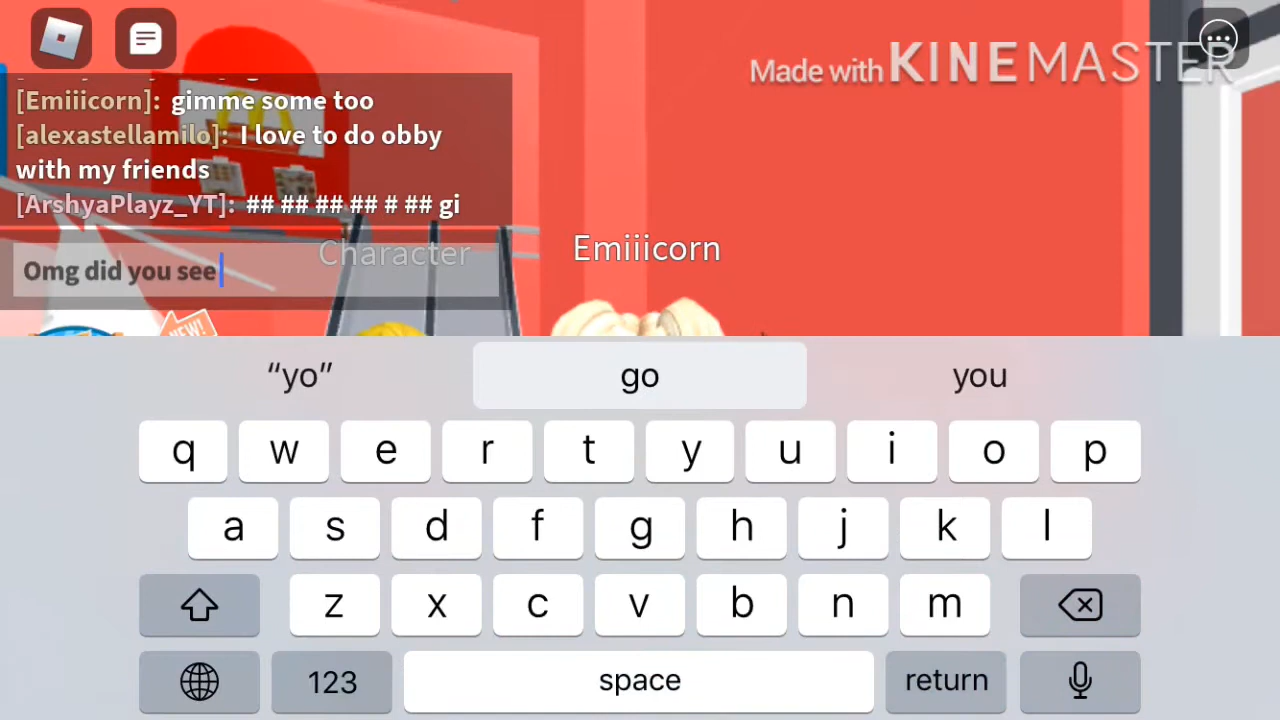 Made with KINEMASTER
[Emiiicorn]: gimme some too
[alexastellamilo]: I love to do obby
with my friends
[ArshyaPlayz_YT]: ## ## ## ## # ## gi
Character
Emiiicorn
Omg did you see
NEW!
“yo” go you
q w e r t y u i o p
a s d f g h j k l
z x c v b n m
123 space return